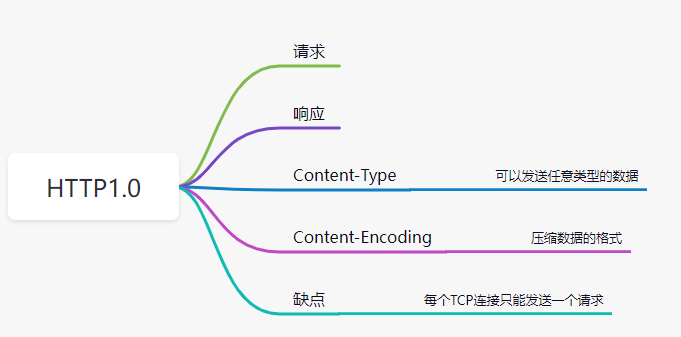 请求
响应
HTTP1.0
Content-Type
可以发送任意类型的数据
Content-Encoding
压缩数据的格式
缺点
每个TCP连接只能发送一个请求